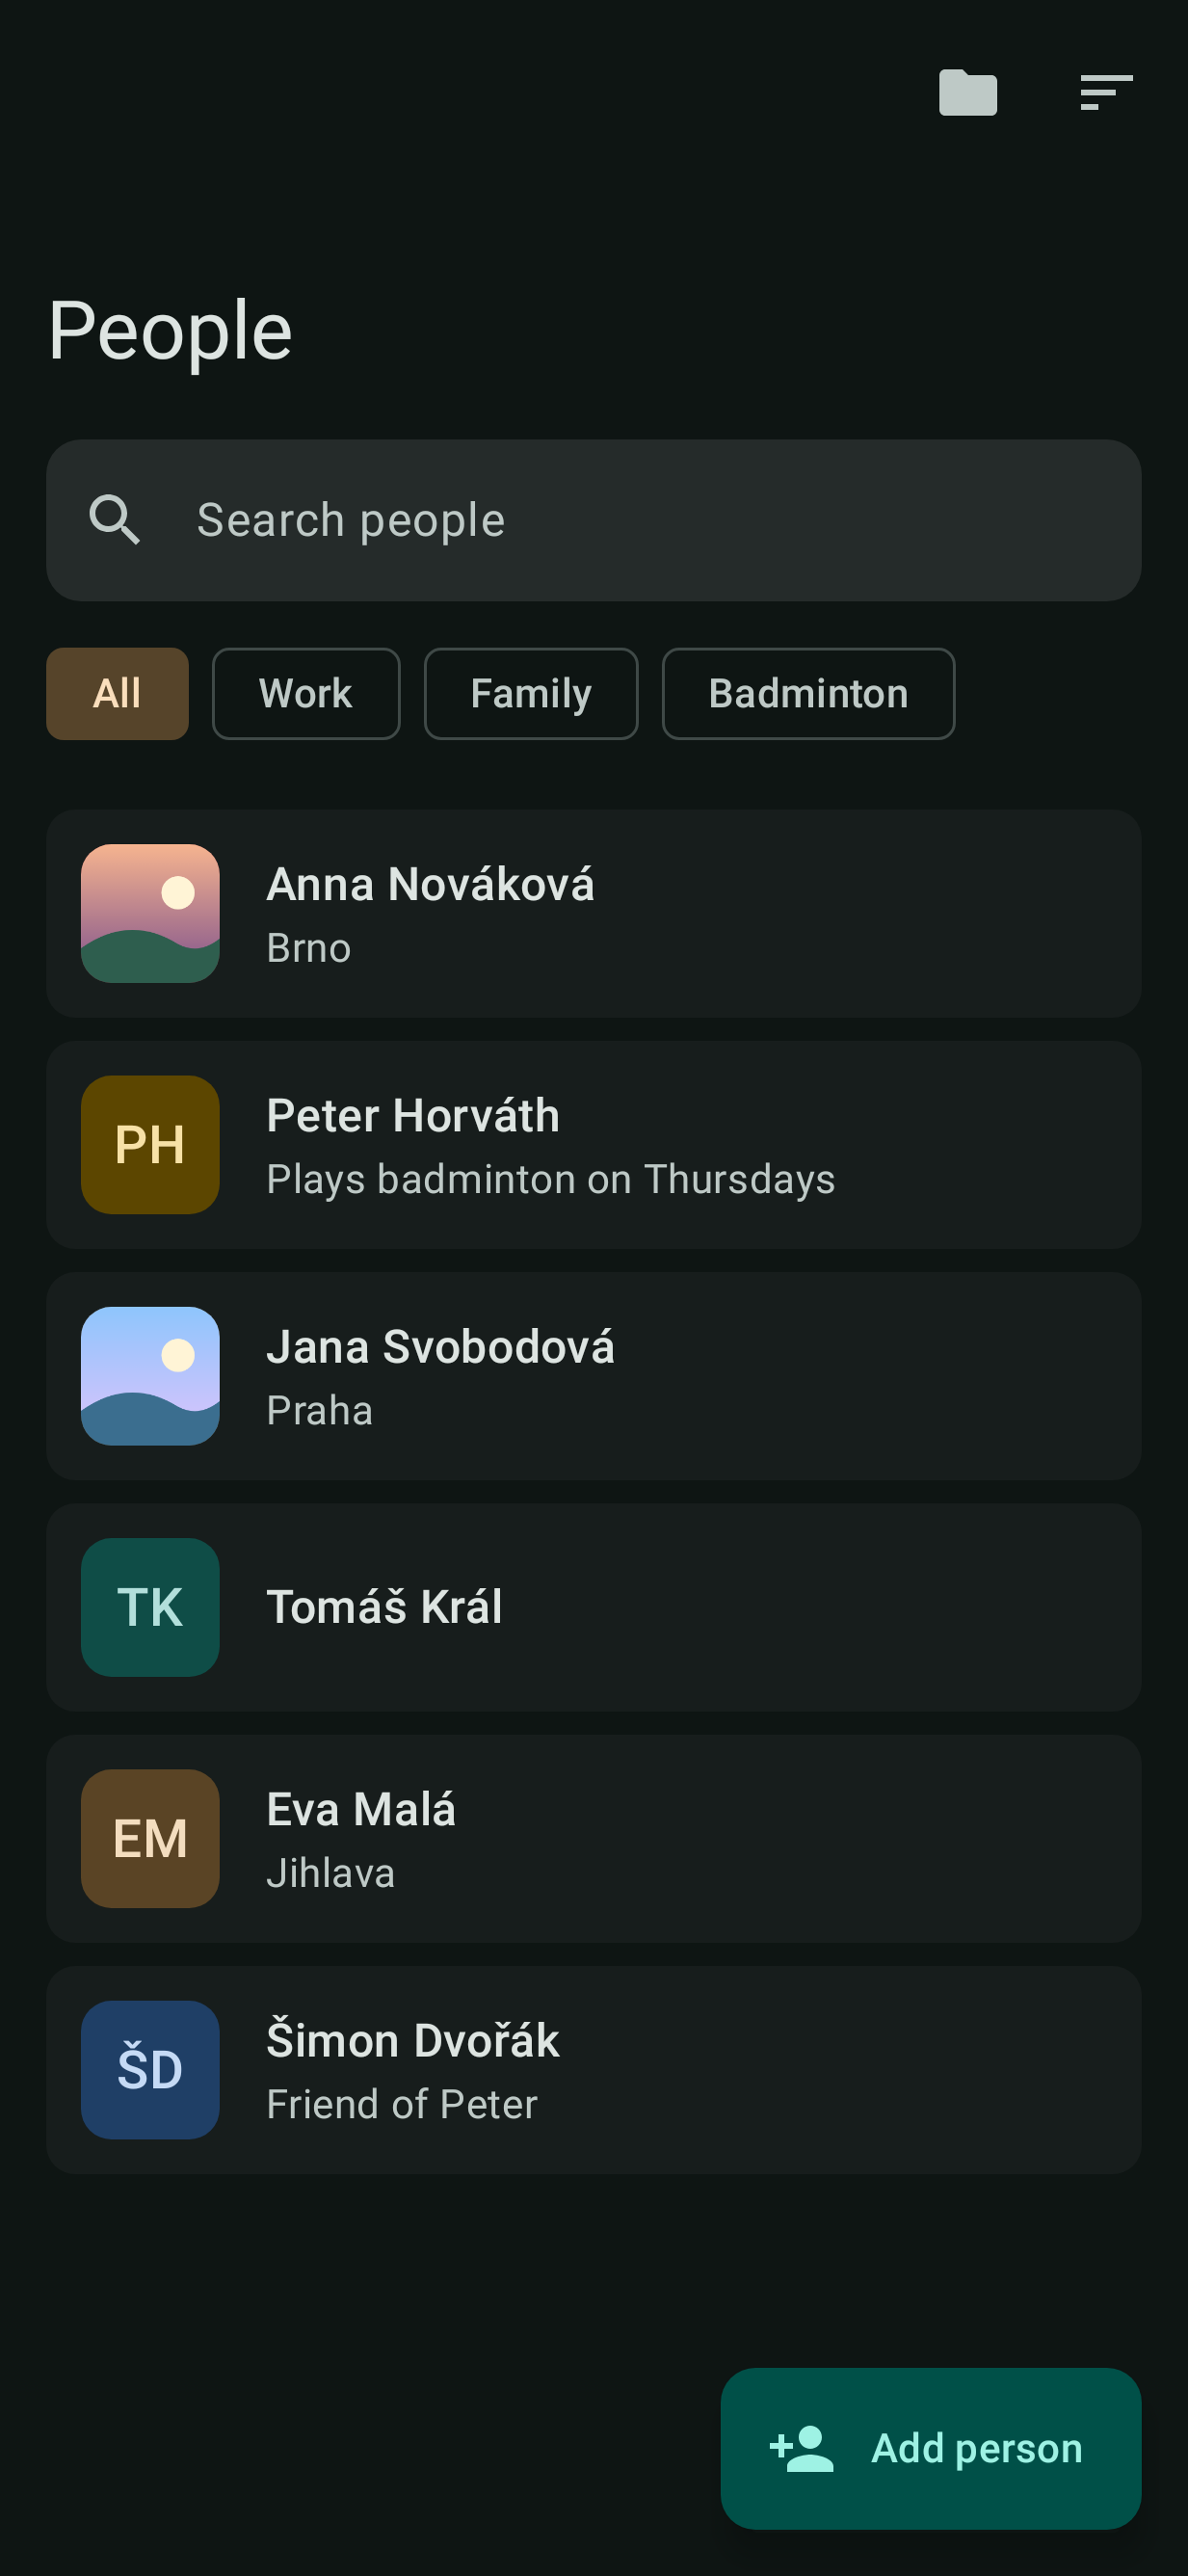 People
Search people
All
Work
Family
Badminton
Anna Nováková
Brno
PH
Peter Horváth
Plays badminton on Thursdays
Jana Svobodová
Praha
TK
Tomáš Král
EM
Eva Malá
Jihlava
ŠD
Šimon Dvořák
Friend of Peter
Add person